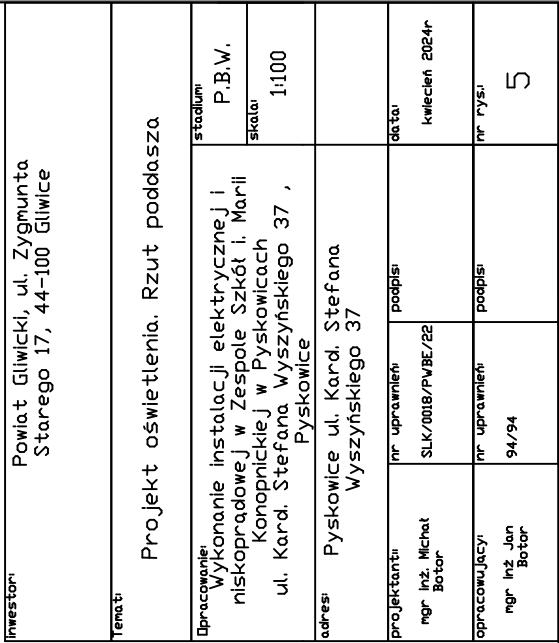 inwestor:
Powiat Gliwicki, ul. Zygmunta
Starego 17, 44-100 Gliwice
Temat:
Projekt oświetlenia. Rzut poddasza
Opracowanie:
Wykonanie instalacji elektrycznej i
niskoprądowej w Zespole Szkół i. Marii
Konopnickiej w Pyskowicach
ul. Kard. Stefana Wyszyńskiego 37 ,
Pyskowice
stadium:
P.B.W.
skala:
1:100
adres:
Pyskowice ul. Kard. Stefana
Wyszyńskiego 37
projektant:
mgr inż. Michał
Botor
nr uprawnień:
SLK/0018/PWBE/22
podpis:
data:
kwiecień 2024r
opracowujący:
mgr inż Jan
Botor
nr uprawnień:
94/94
podpis:
nr rys.:
5